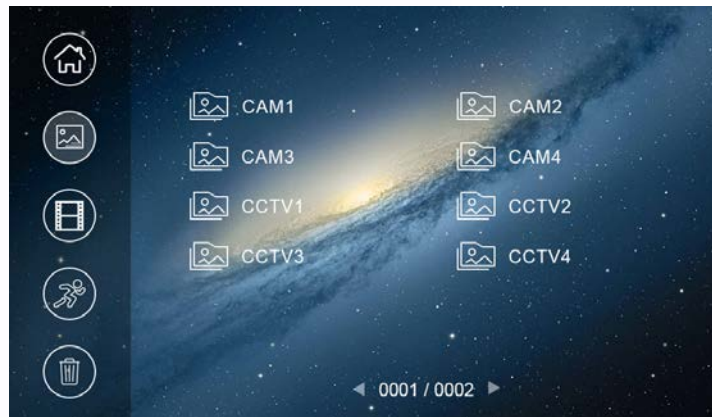 CAM1 CAM2
CAM3 CAM4
CCTV1 CCTV2
CCTV3 CCTV4
0001 / 0002